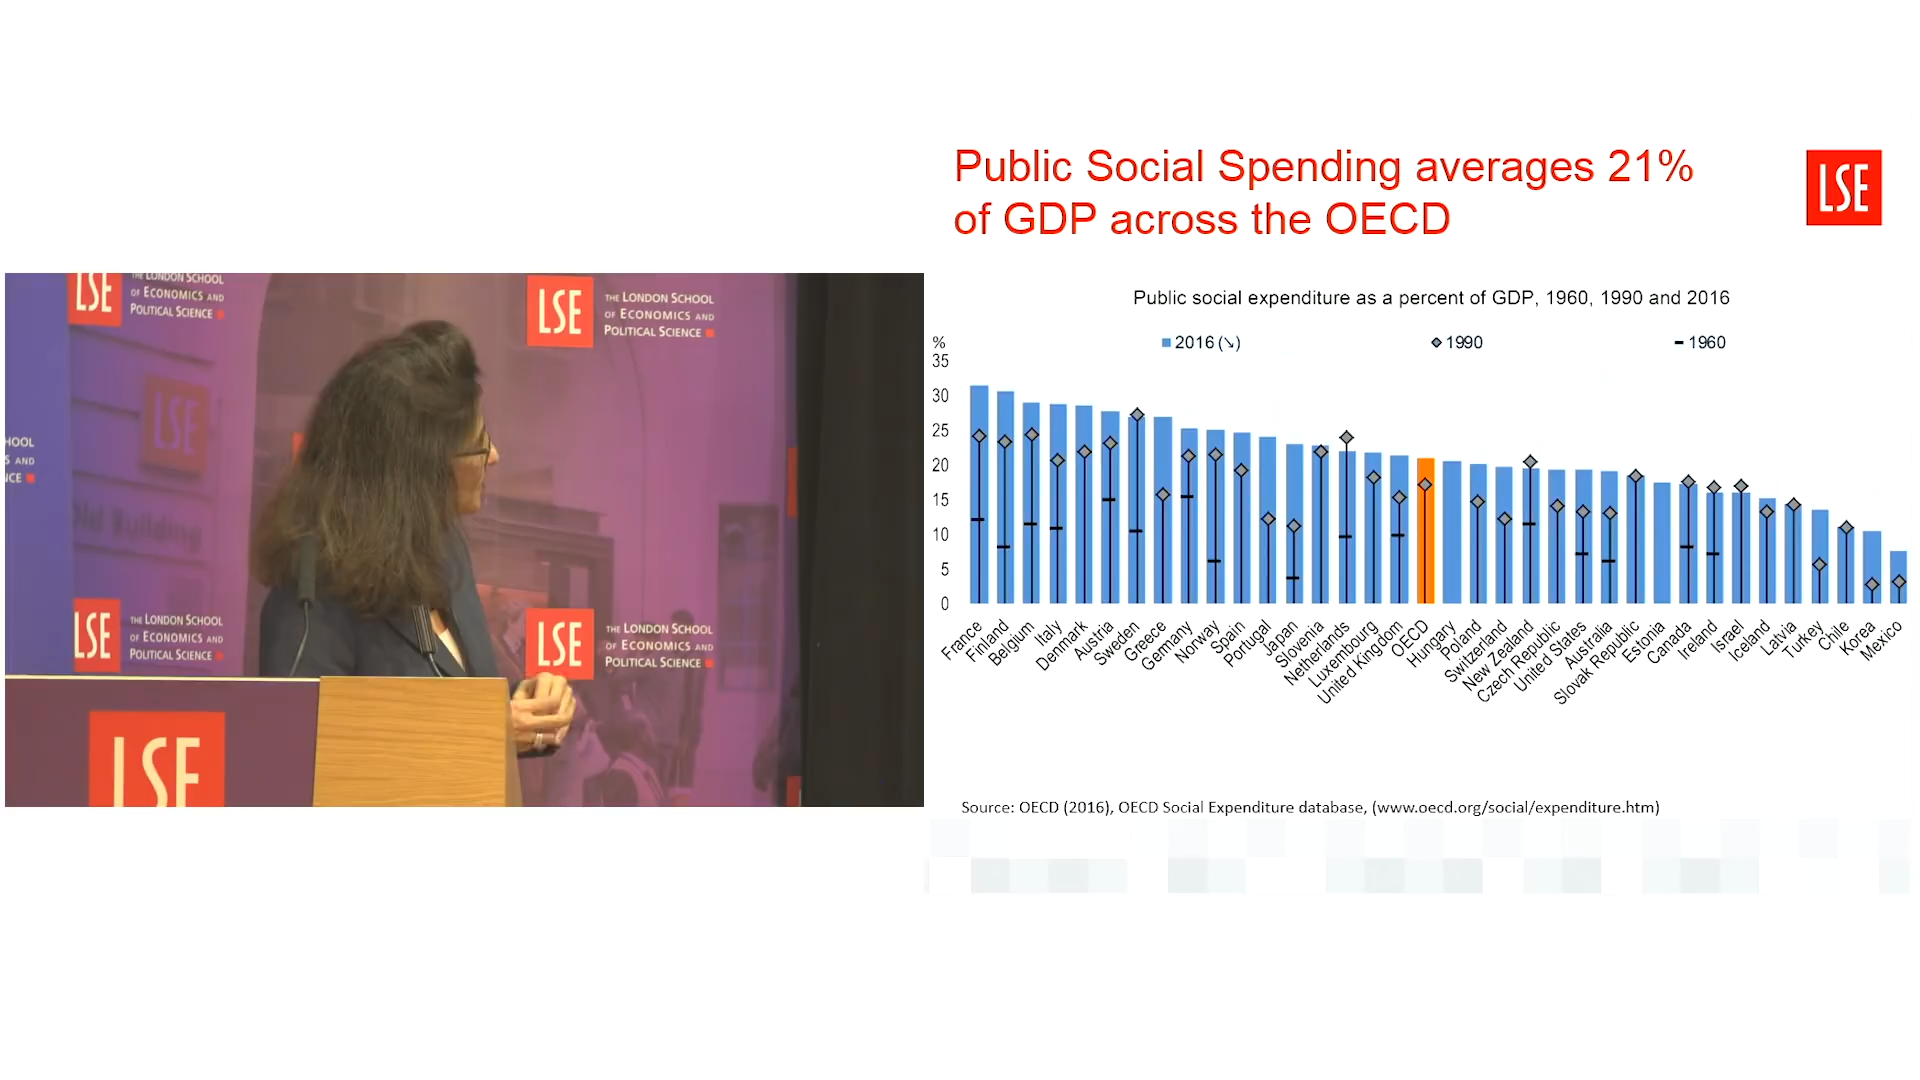 Public Social Spending averages 21%
of GDP across the OECD
LSE
Public social expenditure as a percent of GDP, 1960, 1990 and 2016
%
2016 (↘)
1990
1960
35
30
25
20
15
10
5
0
France
Finland
Belgium
Italy
Denmark
Austria
Sweden
Greece
Germany
Norway
Spain
Portugal
Japan
Slovenia
Netherlands
Luxembourg
United Kingdom
OECD
Hungary
Poland
Switzerland
New Zealand
Czech Republic
United States
Australia
Slovak Republic
Estonia
Canada
Ireland
Israel
Iceland
Latvia
Turkey
Chile
Korea
Mexico
Source: OECD (2016), OECD Social Expenditure database, (www.oecd.org/social/expenditure.htm)
LSE
THE LONDON SCHOOL
OF ECONOMICS AND
POLITICAL SCIENCE
LSE
THE LONDON SCHOOL
OF ECONOMICS AND
POLITICAL SCIENCE
LSE
HOOL
S AND
NCE
Old Building
LSE
THE LONDON SCHOOL
OF ECONOMICS AND
POLITICAL SCIENCE
LSE
THE LONDON SCHOOL
OF ECONOMICS AND
POLITICAL SCIENCE
LSE